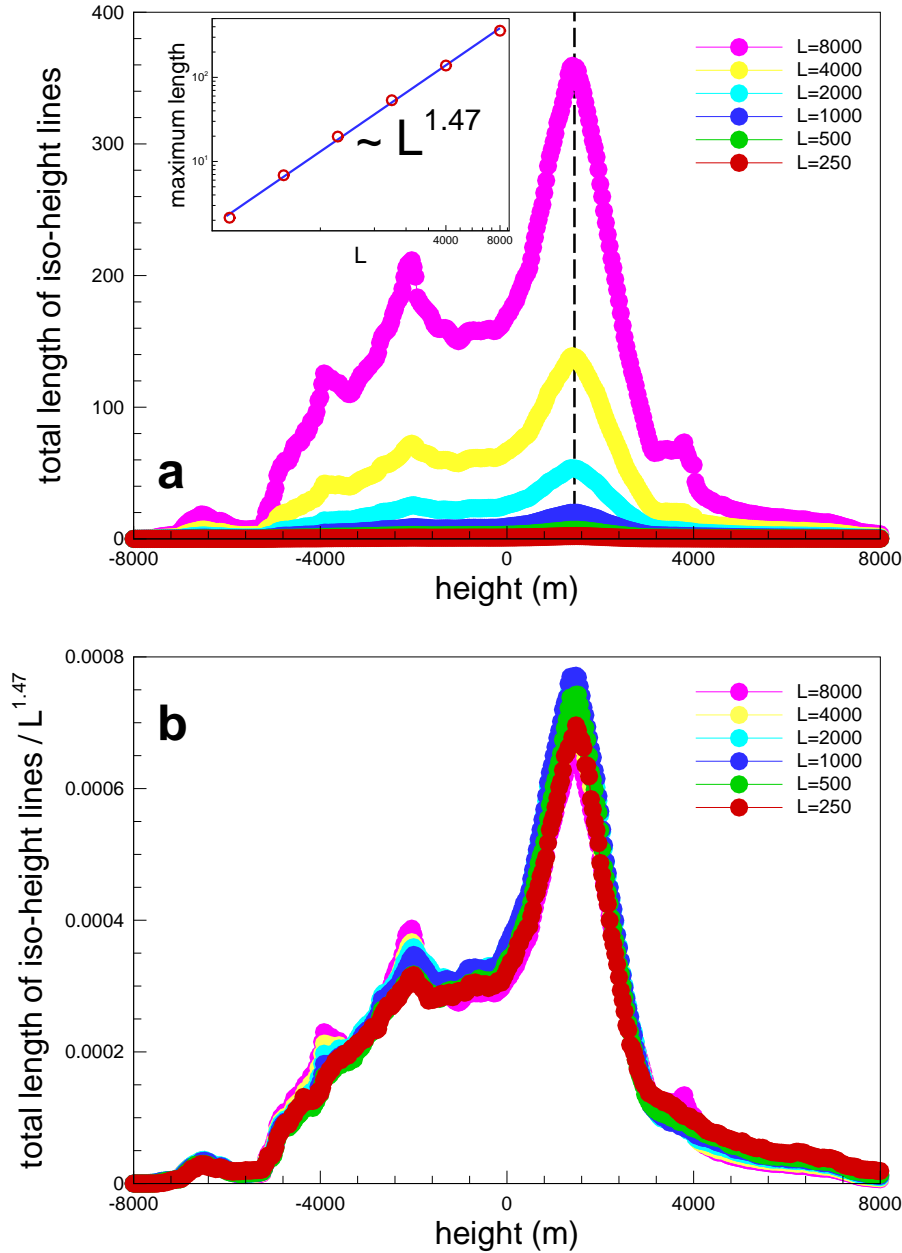 400
300
200
100
0
total length of iso-height lines
-8000
-4000
0
4000
8000
height (m)
a
L=8000
L=4000
L=2000
L=1000
L=500
L=250
maximum length
10^2
10^1
~ L^1.47
L
4000
8000
0.0008
0.0006
0.0004
0.0002
0
total length of iso-height lines / L^1.47
-8000
-4000
0
4000
8000
height (m)
b
L=8000
L=4000
L=2000
L=1000
L=500
L=250